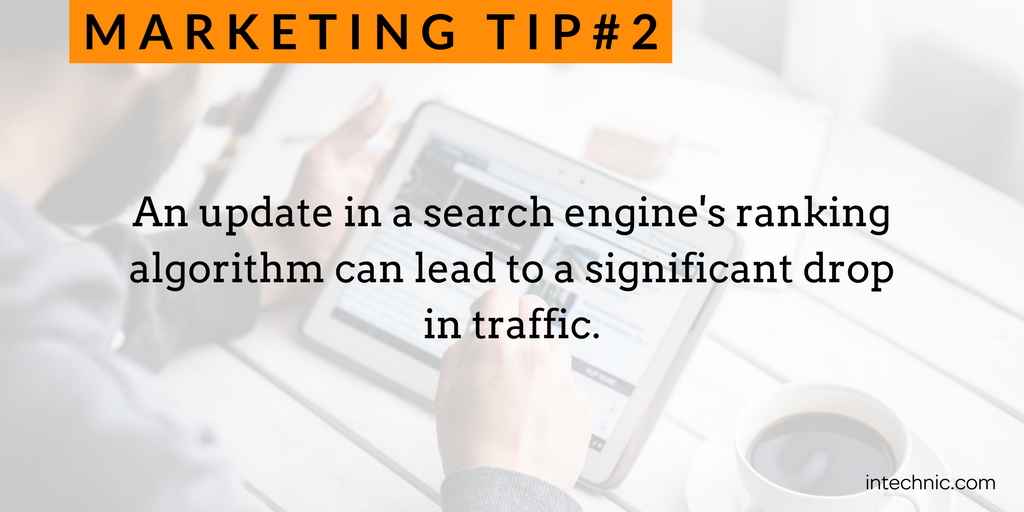 MARKETING TIP#2
An update in a search engine's ranking
algorithm can lead to a significant drop
in traffic.
intechnic.com